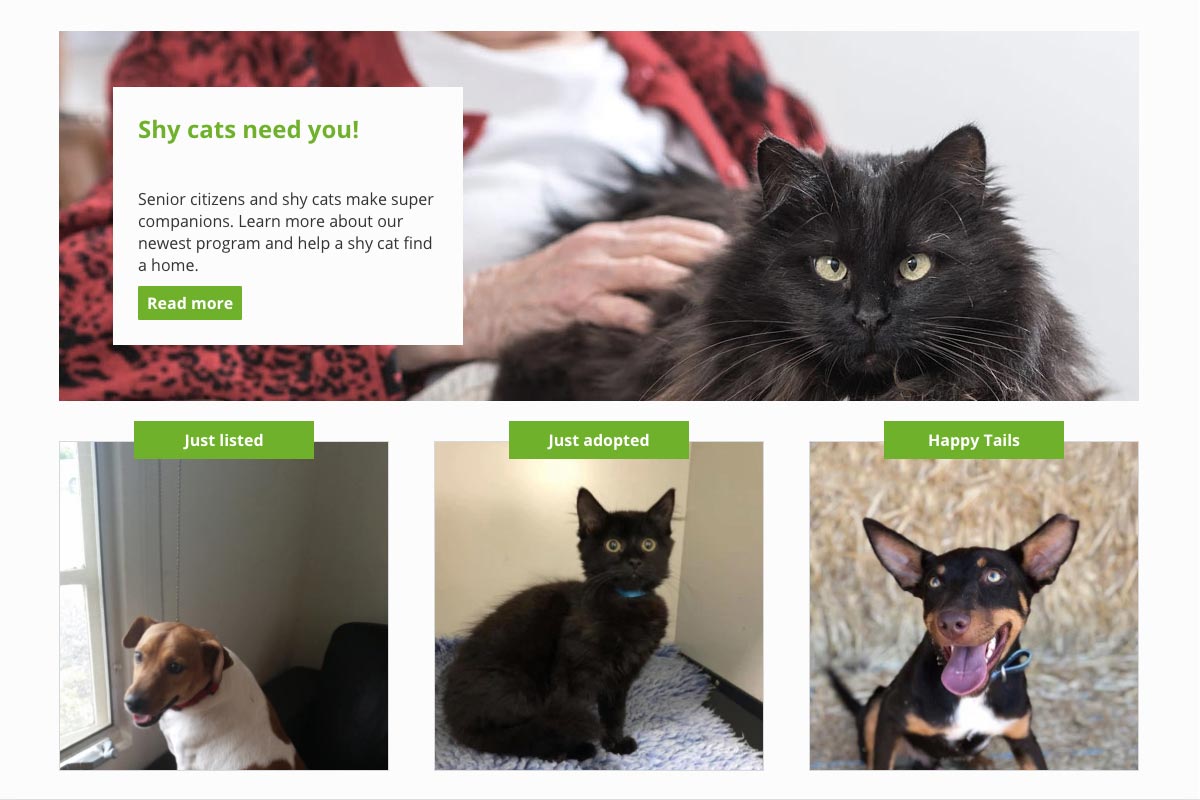 Shy cats need you!
Senior citizens and shy cats make super
companions. Learn more about our
newest program and help a shy cat find
a home.
Read more
Just listed
Just adopted
Happy Tails